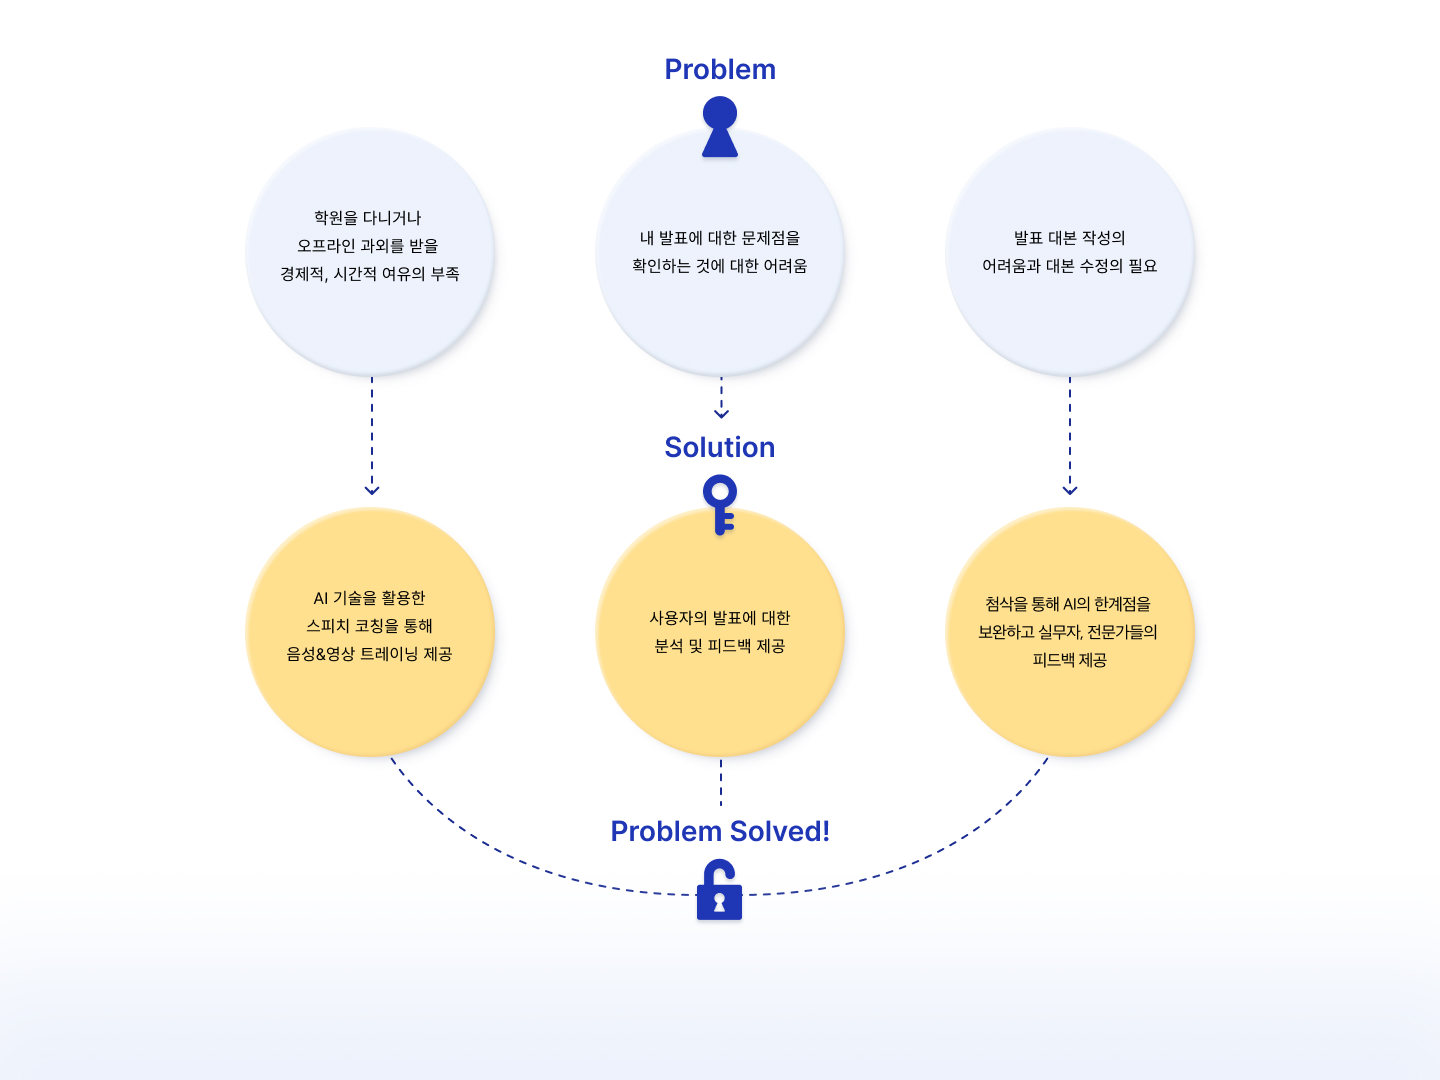 Problem
학원을 다니거나
오프라인 과외를 받을
경제적, 시간적 여유의 부족
내 발표에 대한 문제점을
확인하는 것에 대한 어려움
발표 대본 작성의
어려움과 대본 수정의 필요
Solution
AI 기술을 활용한
스피치 코칭을 통해
음성&영상 트레이닝 제공
사용자의 발표에 대한
분석 및 피드백 제공
첨삭을 통해 AI의 한계점을
보완하고 실무자, 전문가들의
피드백 제공
Problem Solved!